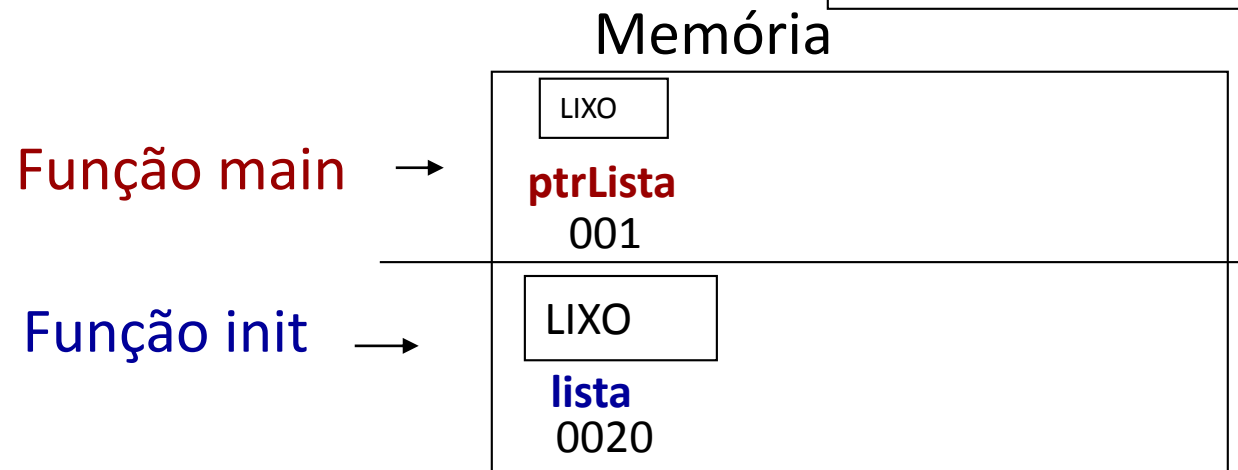 Memória
LIXO
Função main
ptrLista
001
LIXO
Função init
lista
0020